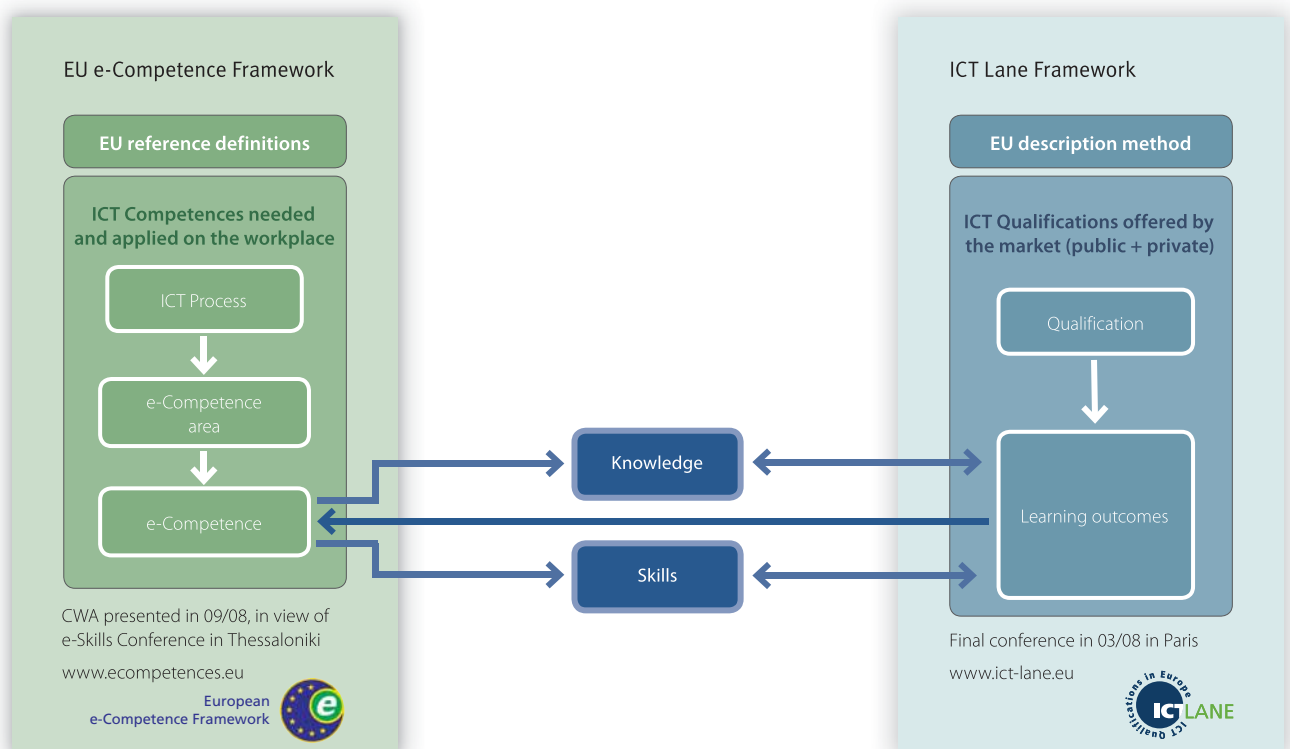 EU e-Competence Framework
EU reference definitions
ICT Competences needed
and applied on the workplace
ICT Process
e-Competence
area
e-Competence
CWA presented in 09/08, in view of
e-Skills Conference in Thessaloniki
www.ecompetences.eu
European
e-Competence Framework
e
Knowledge
Skills
ICT Lane Framework
EU description method
ICT Qualifications offered by
the market (public + private)
Qualification
Learning outcomes
Final conference in 03/08 in Paris
www.ict-lane.eu
ICT Qualifications in Europe
ICT LANE